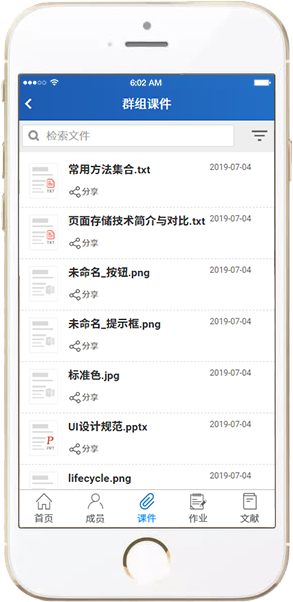 6:02 AM
群组课件
检索文件
常用方法集合.txt
2019-07-04
TXT
分享
页面存储技术简介与对比.txt
2019-07-04
TXT
分享
未命名_按钮.png
2019-07-04
分享
未命名_提示框.png
2019-07-04
分享
标准色.jpg
2019-07-04
分享
UI设计规范.pptx
2019-07-04
P
PPT
分享
lifecycle.png
2019-07-04
首页
成员
课件
作业
文献